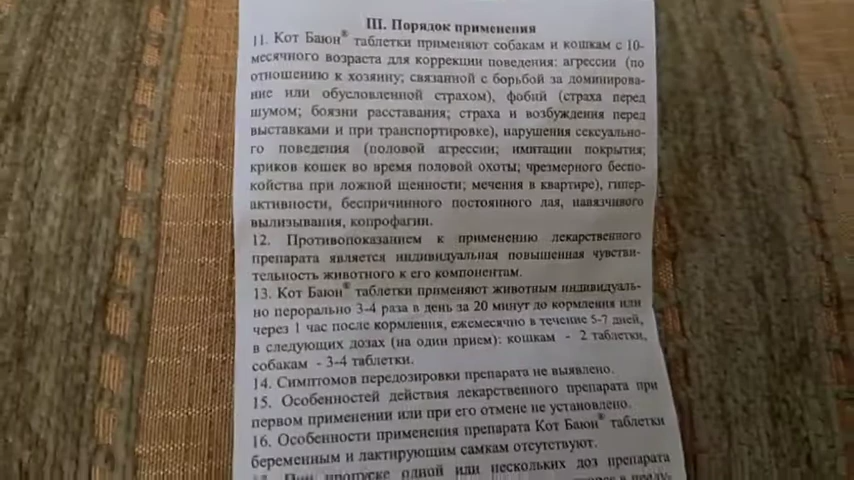 III. Порядок применения
11. Кот Баюн® таблетки применяют собакам и кошкам с 10-
месячного возраста для коррекции поведения: агрессии (по
отношению к хозяину; связанной с борьбой за доминирова-
ние или обусловленной страхом), фобий (страха перед
шумом; боязни расставания; страха и возбуждения перед
выставками и при транспортировке), нарушения сексуально-
го поведения (половой агрессии; имитации покрытия;
криков кошек во время половой охоты; чрезмерного беспо-
койства при ложной щенности; мечения в квартире), гипер-
активности, беспричинного постоянного лая, навязчивого
вылизывания, копрофагии.
12. Противопоказанием к применению лекарственного
препарата является индивидуальная повышенная чувстви-
тельность животного к его компонентам.
13. Кот Баюн® таблетки применяют животным индивидуаль-
но перорально 3-4 раза в день за 20 минут до кормления или
через 1 час после кормления, ежемесячно в течение 5-7 дней,
в следующих дозах (на один прием): кошкам - 2 таблетки,
собакам - 3-4 таблетки.
14. Симптомов передозировки препарата не выявлено.
15. Особенностей действия лекарственного препарата при
первом применении или при его отмене не установлено.
16. Особенности применения препарата Кот Баюн® таблетки
беременным и лактирующим самкам отсутствуют.
При пропуске одной или нескольких доз препарата